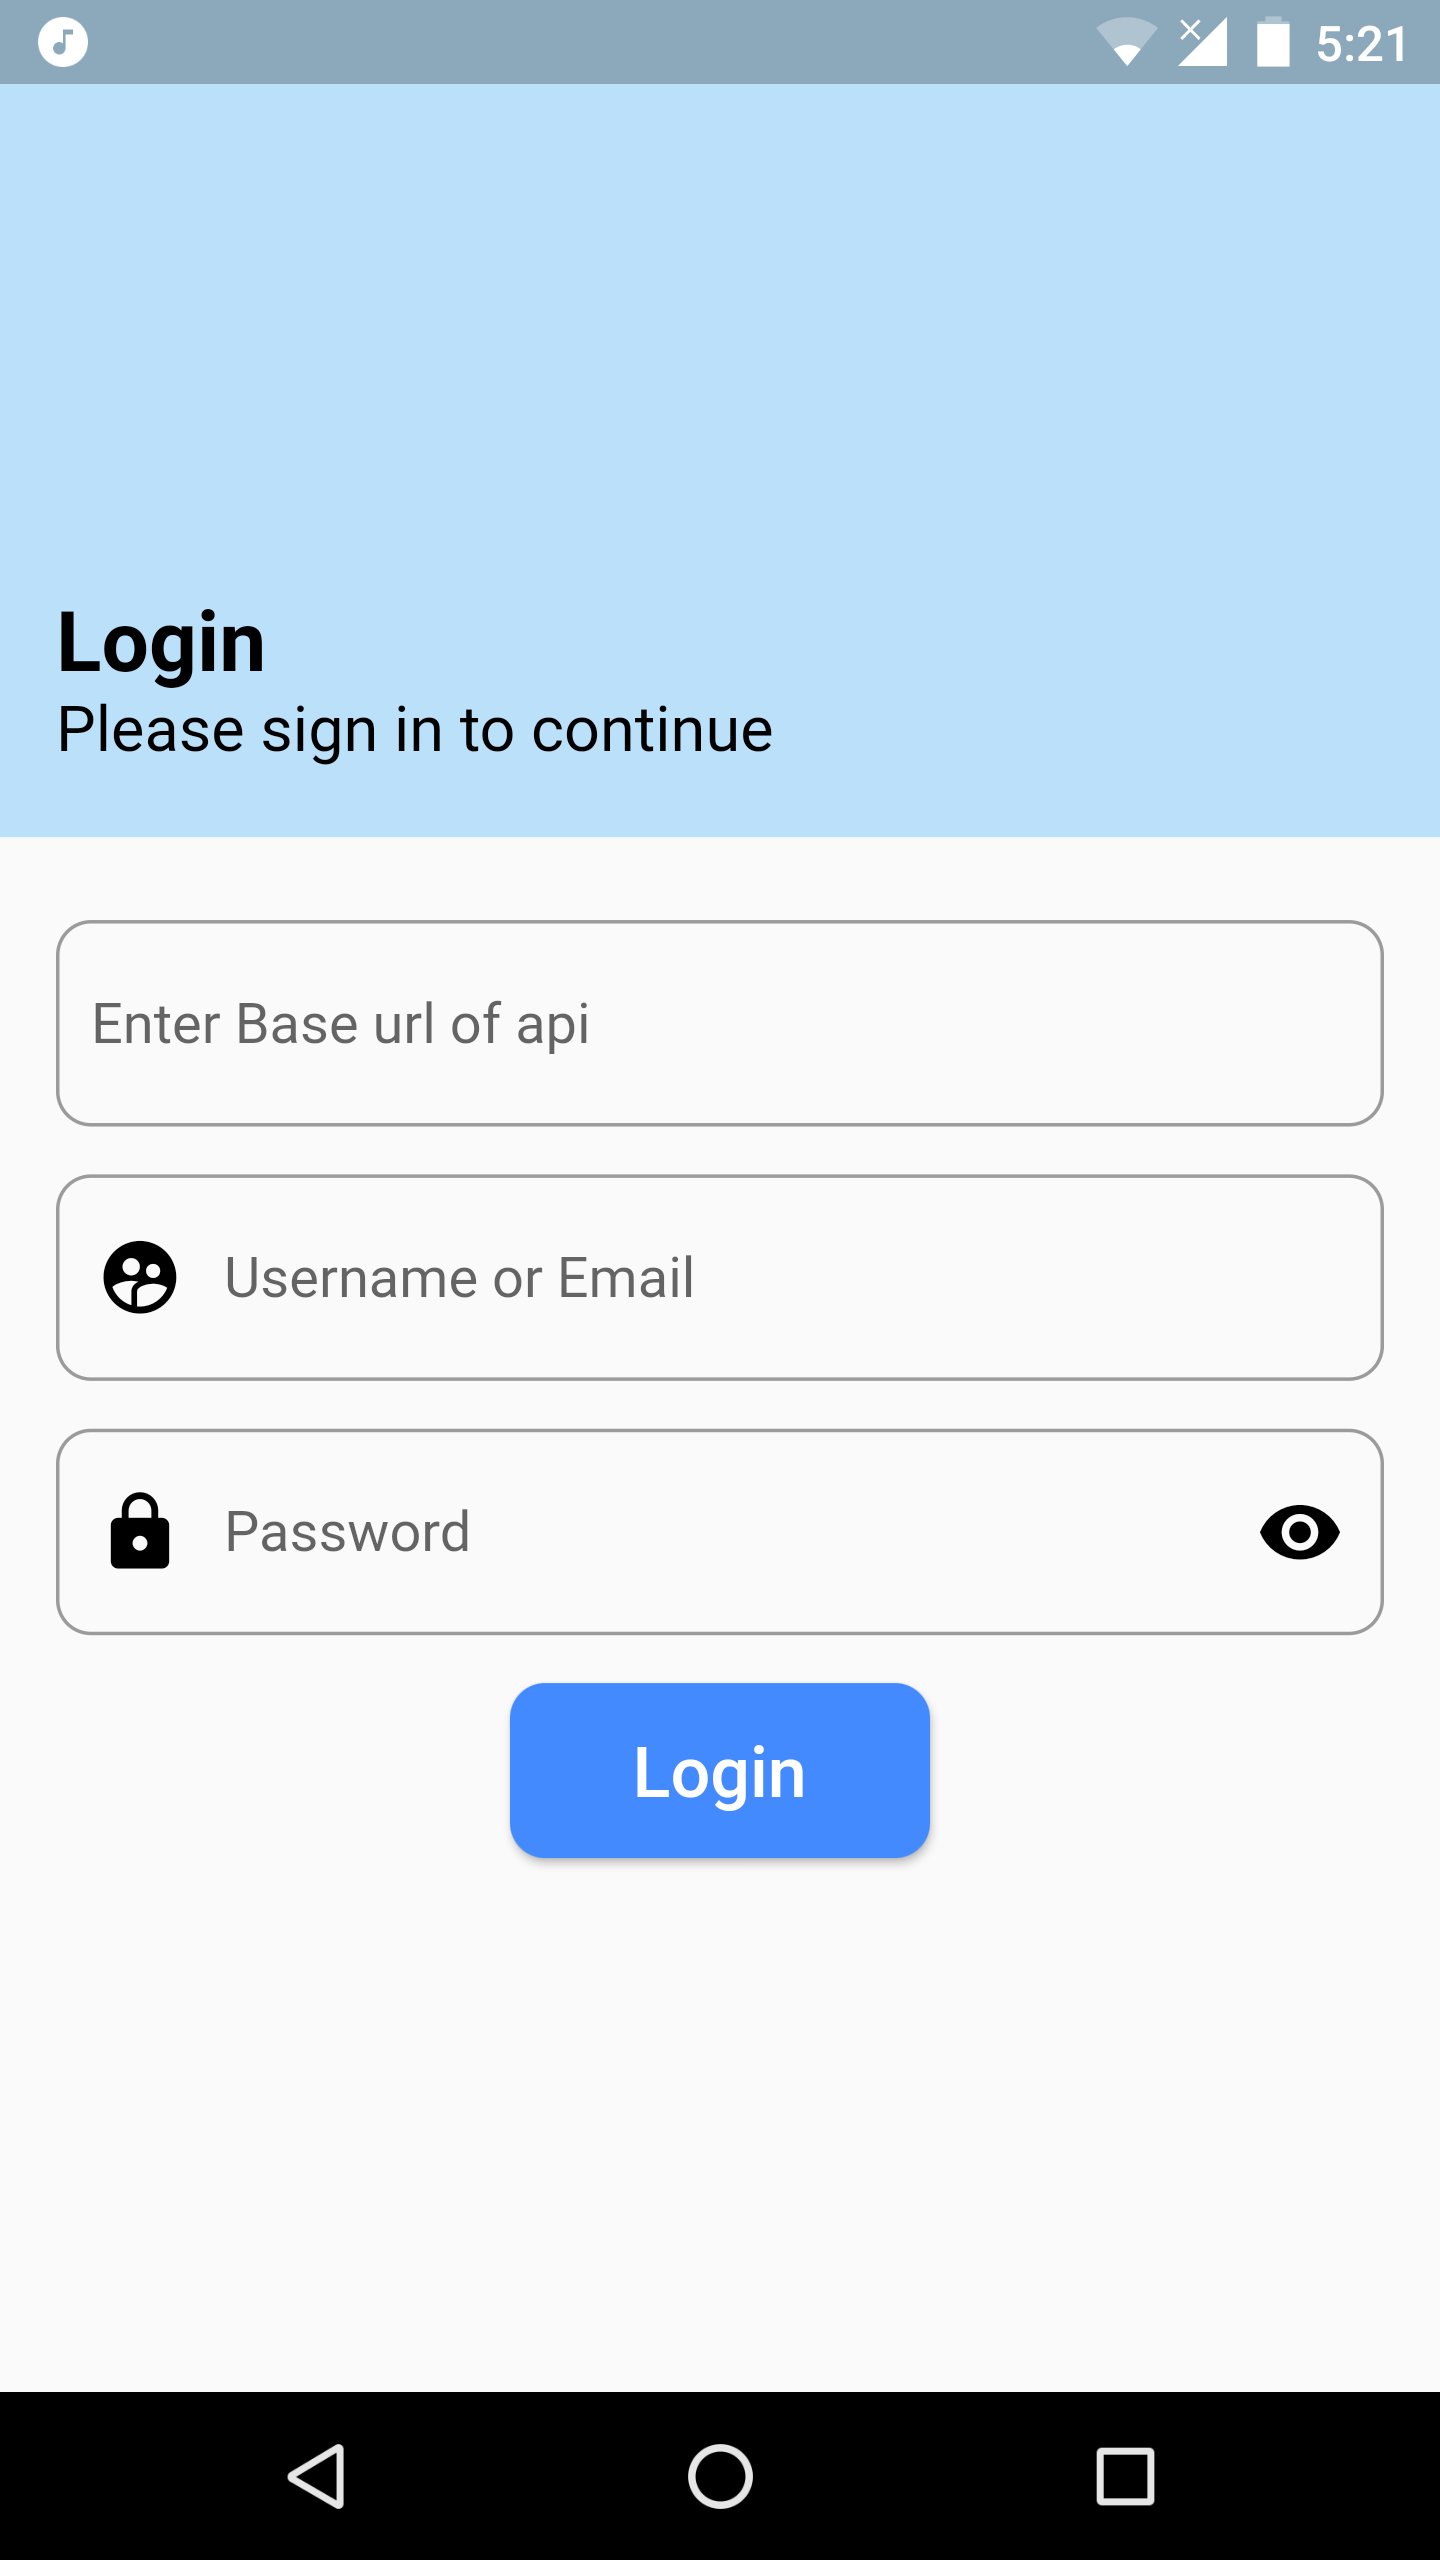 5:21
Login
Please sign in to continue
Enter Base url of api
Username or Email
Password
Login